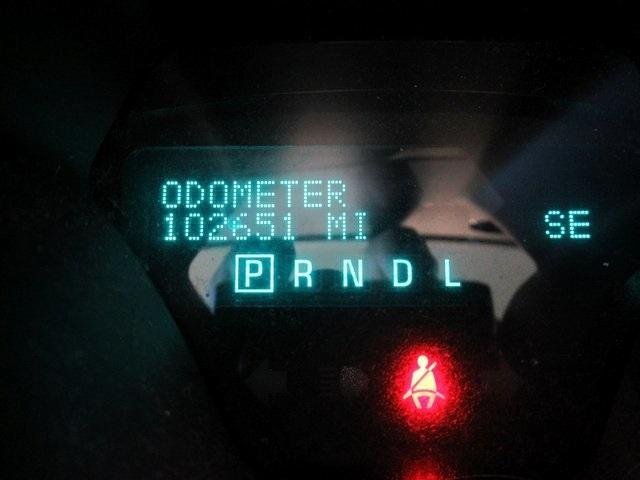 ODOMETER
102651 MI
SE
P R N D L